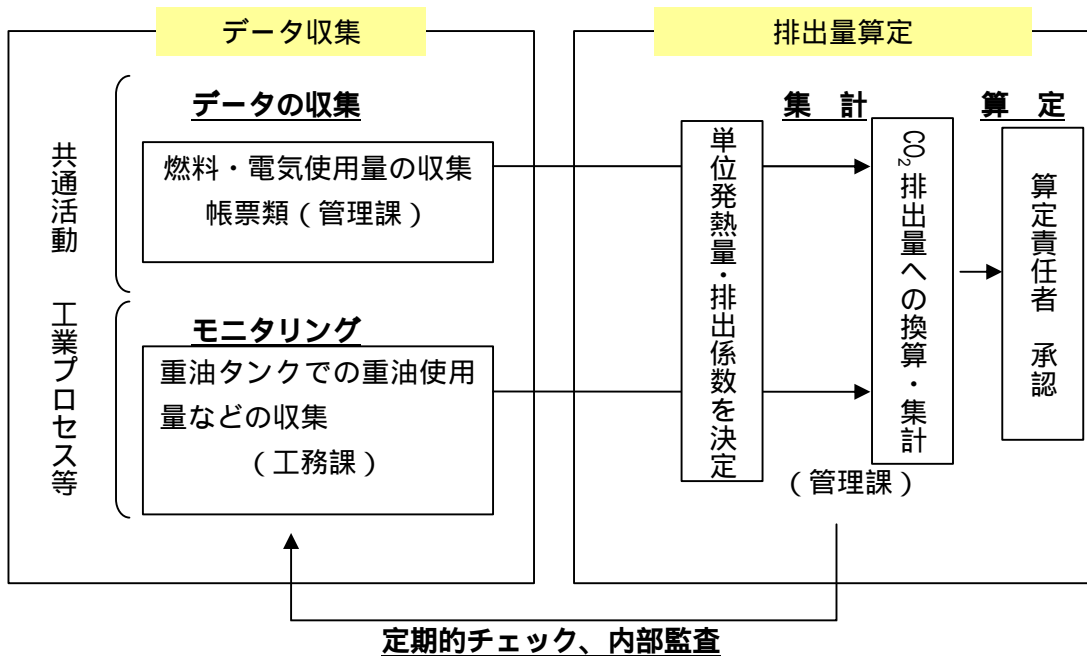 データ収集
排出量算定
データの収集
集　計
算　定
共通活動
燃料・電気使用量の収集
帳票類（管理課）
単位発熱量・排出係数を決定
CO₂排出量への換算・集計
算定責任者　承認
工業プロセス等
モニタリング
重油タンクでの重油使用
量などの収集
（工務課）
（管理課）
定期的チェック、内部監査